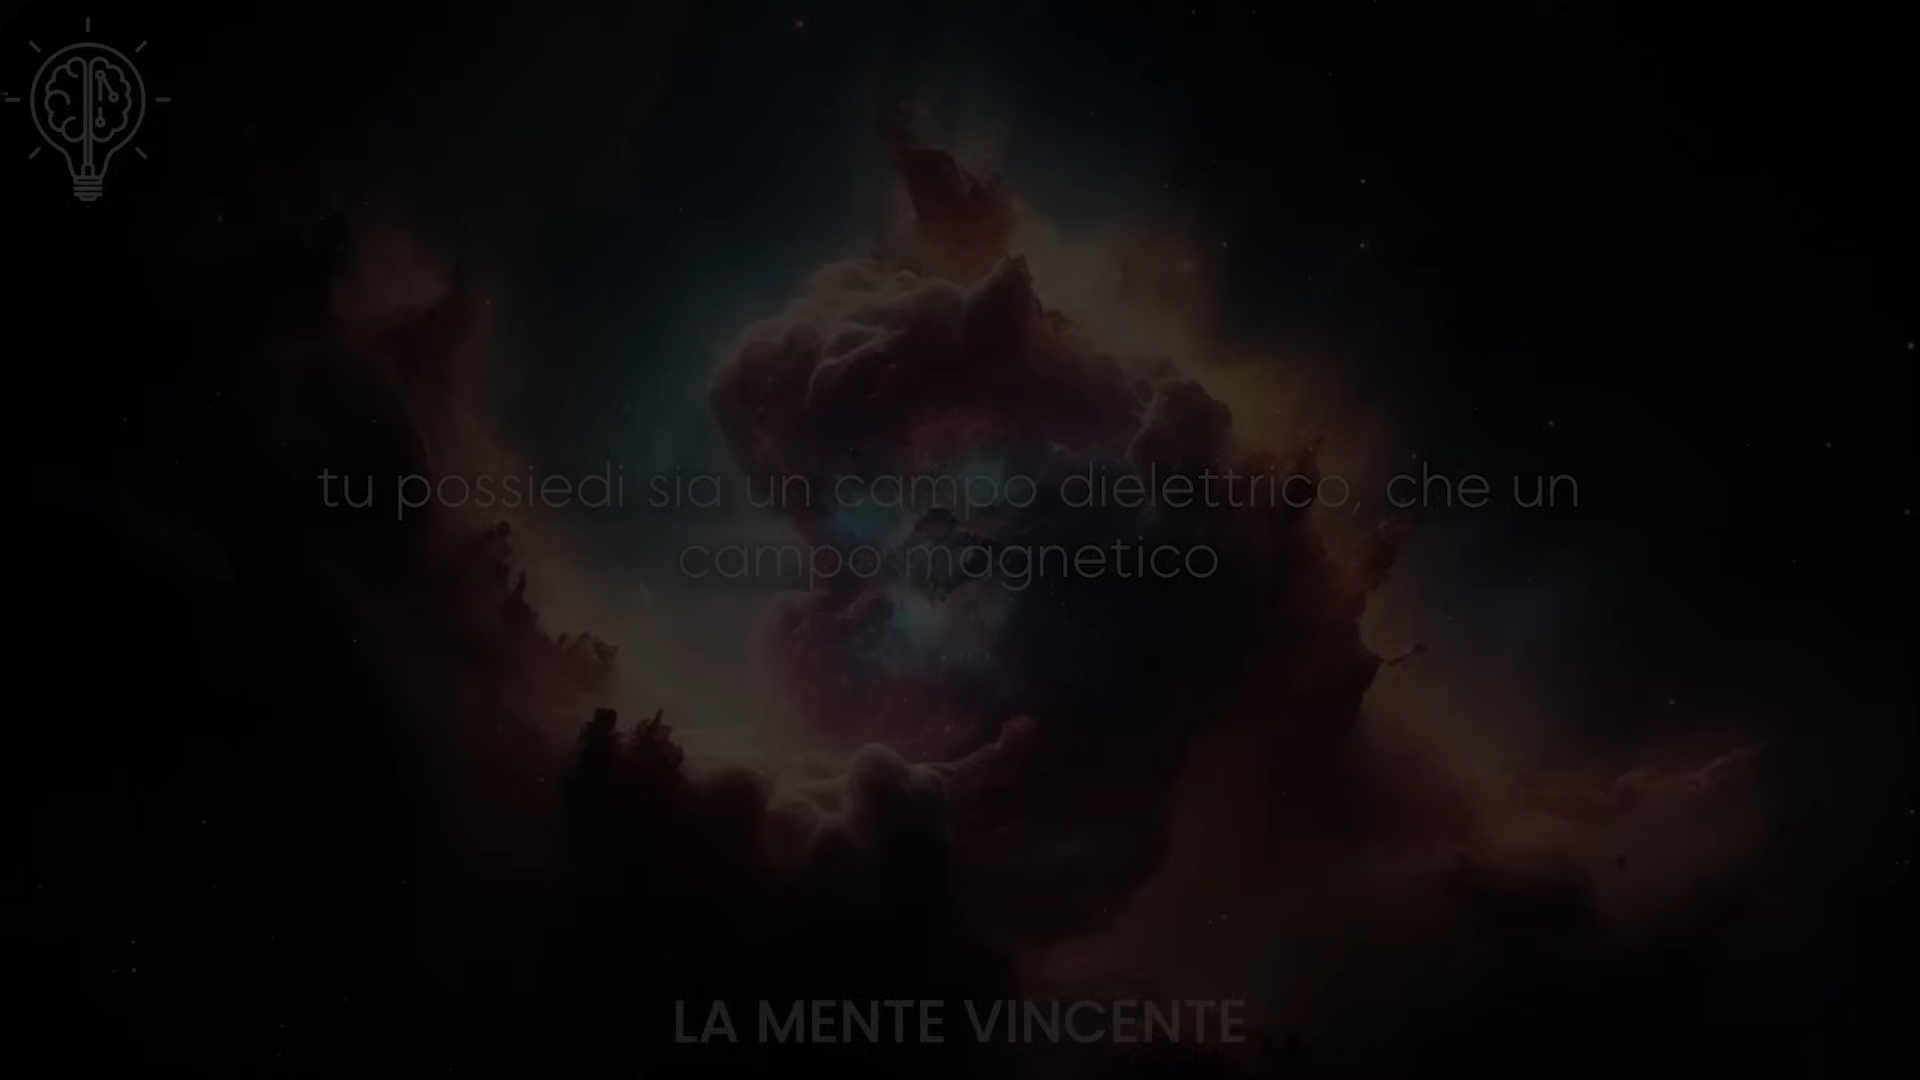 tu possiedi sia un campo dielettrico, che un
campo magnetico
LA MENTE VINCENTE